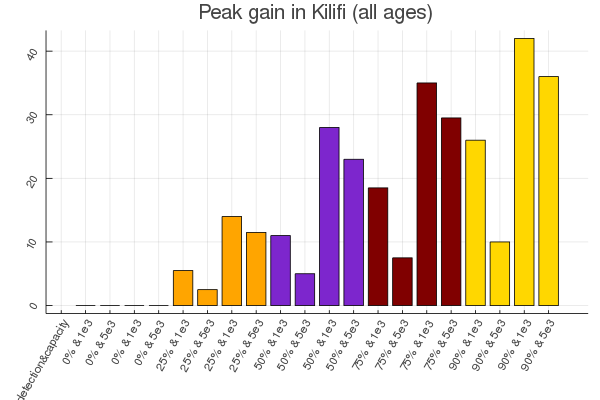 Peak gain in Kilifi (all ages)
40
30
20
10
0
detection&capacity
0% & 1e3
0% & 5e3
0% & 1e3
0% & 5e3
25% & 1e3
25% & 5e3
25% & 1e3
25% & 5e3
50% & 1e3
50% & 5e3
50% & 1e3
50% & 5e3
75% & 1e3
75% & 5e3
75% & 1e3
75% & 5e3
90% & 1e3
90% & 5e3
90% & 1e3
90% & 5e3